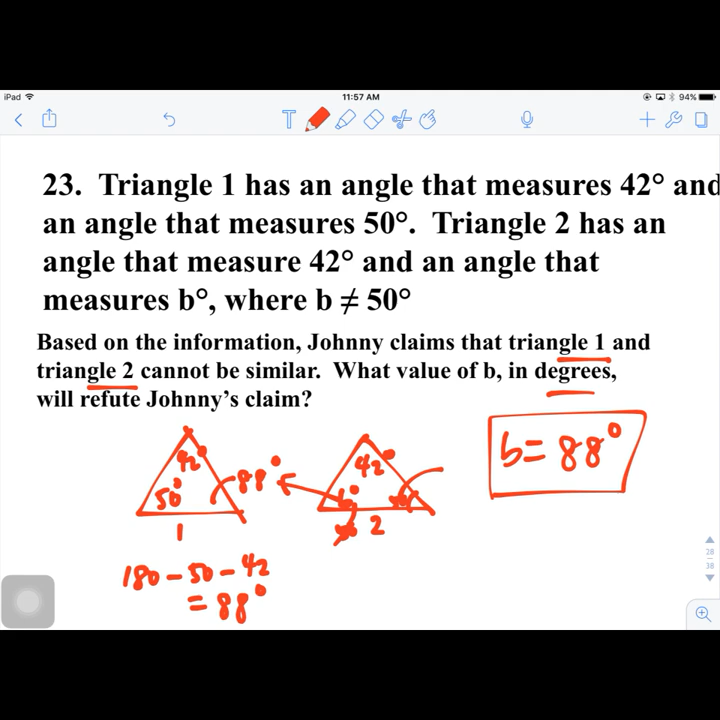 iPad
11:57 AM
94%
T
23. Triangle 1 has an angle that measures 42° and
an angle that measures 50°. Triangle 2 has an
angle that measure 42° and an angle that
measures b°, where b ≠ 50°
Based on the information, Johnny claims that triangle 1 and
triangle 2 cannot be similar. What value of b, in degrees,
will refute Johnny's claim?
b = 88°
42° 88° 42°
50° b°
1 2
180 - 50 - 42
= 88°
28
38